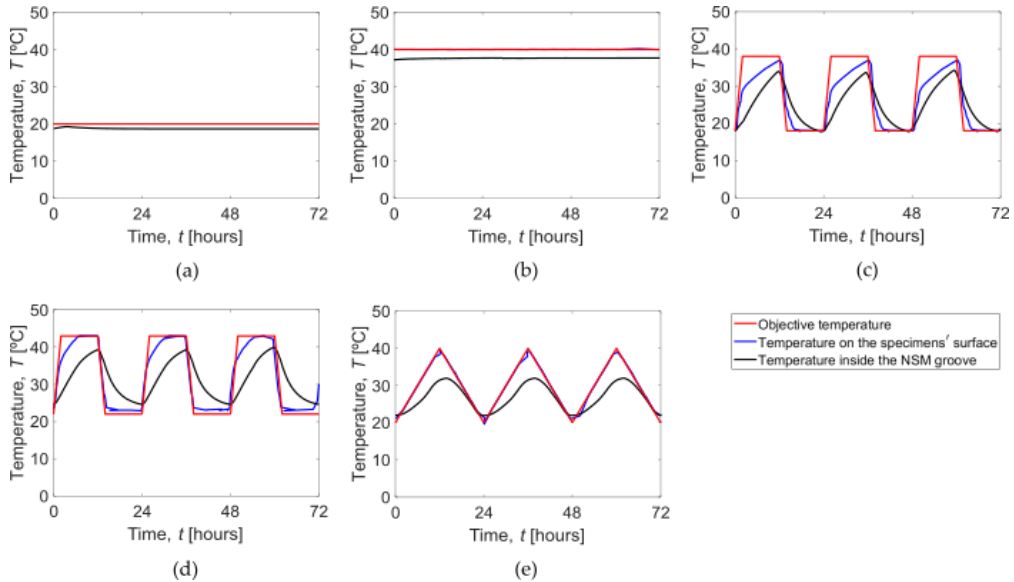 50
40
30
20
10
0
Temperature, T [ºC]
0
24
48
72
Time, t [hours]
(a)
50
40
30
20
10
0
Temperature, T [ºC]
0
24
48
72
Time, t [hours]
(b)
50
40
30
20
10
0
Temperature, T [ºC]
0
24
48
72
Time, t [hours]
(c)
50
40
30
20
10
0
Temperature, T [ºC]
0
24
48
72
Time, t [hours]
(d)
50
40
30
20
10
0
Temperature, T [ºC]
0
24
48
72
Time, t [hours]
(e)
Objective temperature
Temperature on the specimens' surface
Temperature inside the NSM groove